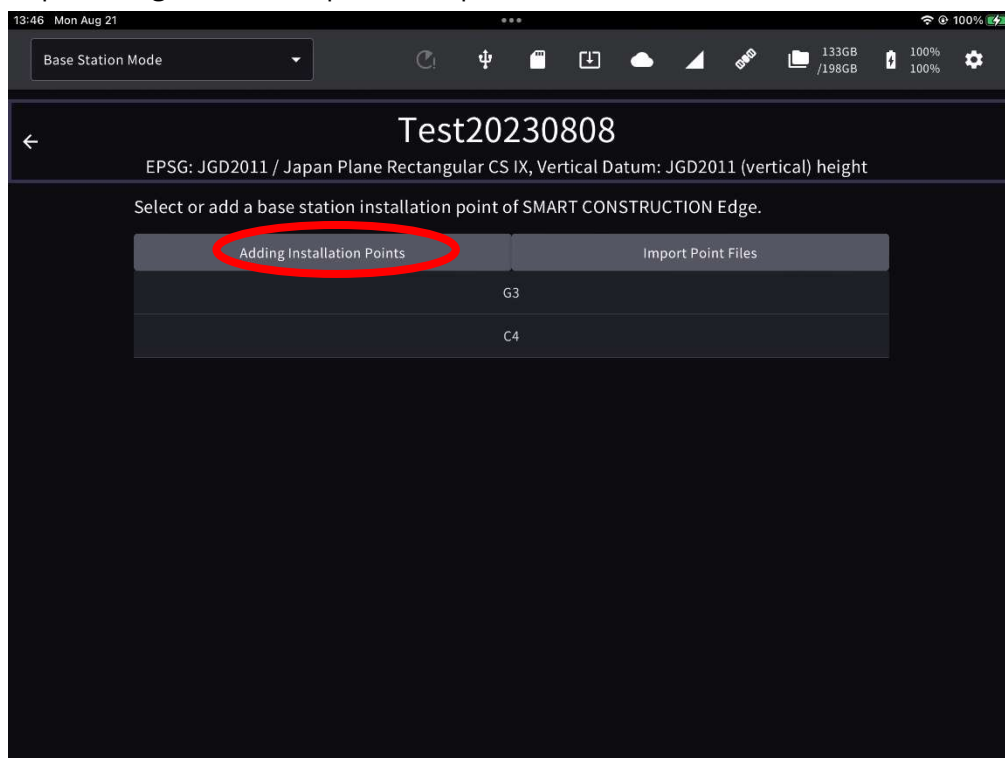 13:46 Mon Aug 21
100%
Base Station Mode
133GB
/198GB
100%
100%
Test20230808
EPSG: JGD2011 / Japan Plane Rectangular CS IX, Vertical Datum: JGD2011 (vertical) height
Select or add a base station installation point of SMART CONSTRUCTION Edge.
Adding Installation Points
Import Point Files
G3
C4